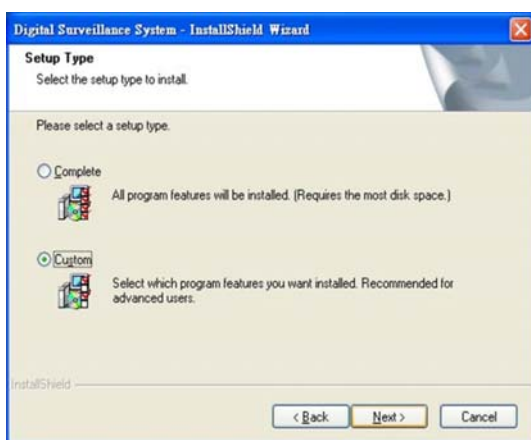 Digital Surveillance System - InstallShield Wizard
Setup Type
Select the setup type to install.
Please select a setup type.
Complete
All program features will be installed. (Requires the most disk space.)
Custom
Select which program features you want installed. Recommended for
advanced users.
InstallShield
< Back
Next >
Cancel